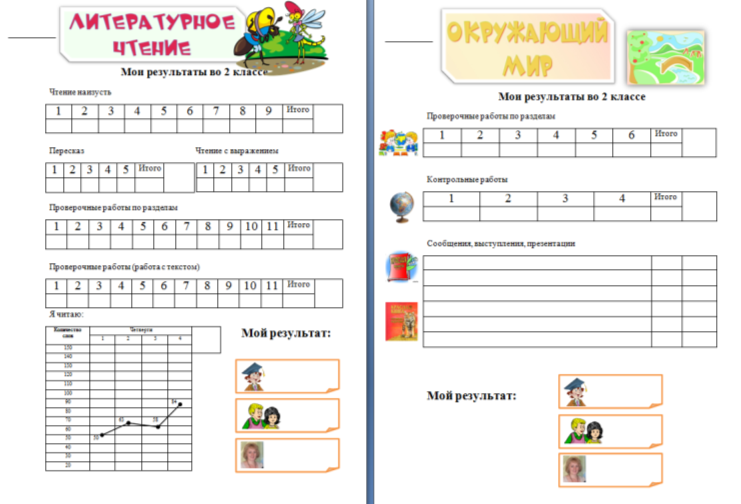 ЛИТЕРАТУРНОЕ
ЧТЕНИЕ
Мои результаты во 2 классе
Чтение наизусть
1 2 3 4 5 6 7 8 9 Итого
Пересказ
Чтение с выражением
1 2 3 4 5 Итого
1 2 3 4 5 Итого
Проверочные работы по разделам
1 2 3 4 5 6 7 8 9 10 11 Итого
Проверочные работы (работа с текстом)
1 2 3 4 5 6 7 8 9 10 11 Итого
Я читаю:
Количество слов
Четверти
1 2 3 4
150
140
130
120
110
100
90
80
70
60
50
40
30
20
50
65
58
84
Мой результат:
ОКРУЖАЮЩИЙ
МИР
Мои результаты во 2 классе
Проверочные работы по разделам
1 2 3 4 5 6 Итого
Контрольные работы
1 2 3 4 Итого
Сообщения, выступления, презентации
Мой результат: